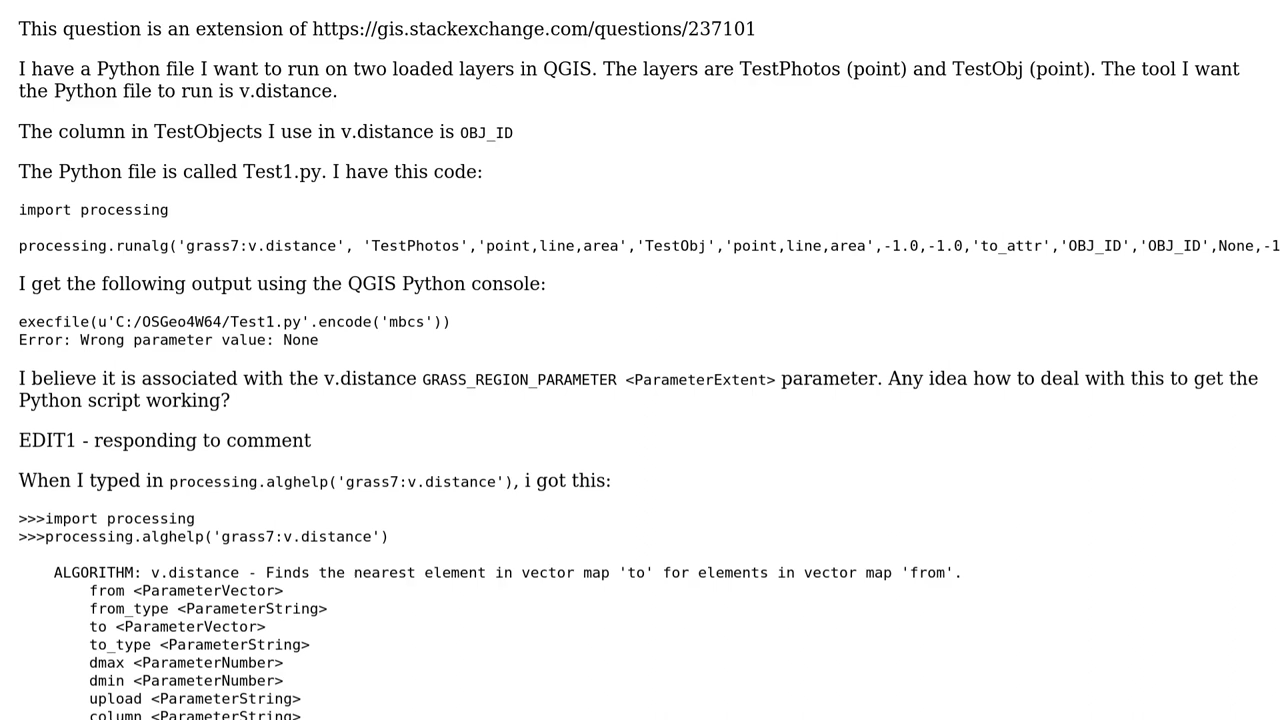 This question is an extension of https://gis.stackexchange.com/questions/237101
I have a Python file I want to run on two loaded layers in QGIS. The layers are TestPhotos (point) and TestObj (point). The tool I want
the Python file to run is v.distance.
The column in TestObjects I use in v.distance is OBJ_ID
The Python file is called Test1.py. I have this code:
import processing
processing.runalg('grass7:v.distance', 'TestPhotos','point,line,area','TestObj','point,line,area',-1.0,-1.0,'to_attr','OBJ_ID','OBJ_ID',None,-1
I get the following output using the QGIS Python console:
execfile(u'C:/OSGeo4W64/Test1.py'.encode('mbcs'))
Error: Wrong parameter value: None
I believe it is associated with the v.distance GRASS_REGION_PARAMETER <ParameterExtent> parameter. Any idea how to deal with this to get the
Python script working?
EDIT1 - responding to comment
When I typed in processing.alghelp('grass7:v.distance'), i got this:
>>>import processing
>>>processing.alghelp('grass7:v.distance')
ALGORITHM: v.distance - Finds the nearest element in vector map 'to' for elements in vector map 'from'.
from <ParameterVector>
from_type <ParameterString>
to <ParameterVector>
to_type <ParameterString>
dmax <ParameterNumber>
dmin <ParameterNumber>
upload <ParameterString>
column <ParameterString>